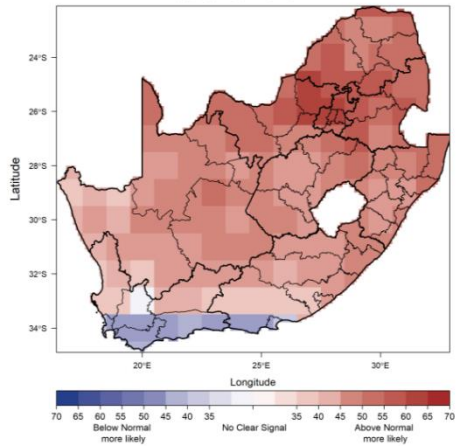 24°S
26°S
28°S
30°S
32°S
34°S
Latitude
20°E 25°E 30°E
Longitude
70 65 60 55 50 45 40 35 35 40 45 50 55 60 65 70
Below Normal
more likely
No Clear Signal
Above Normal
more likely